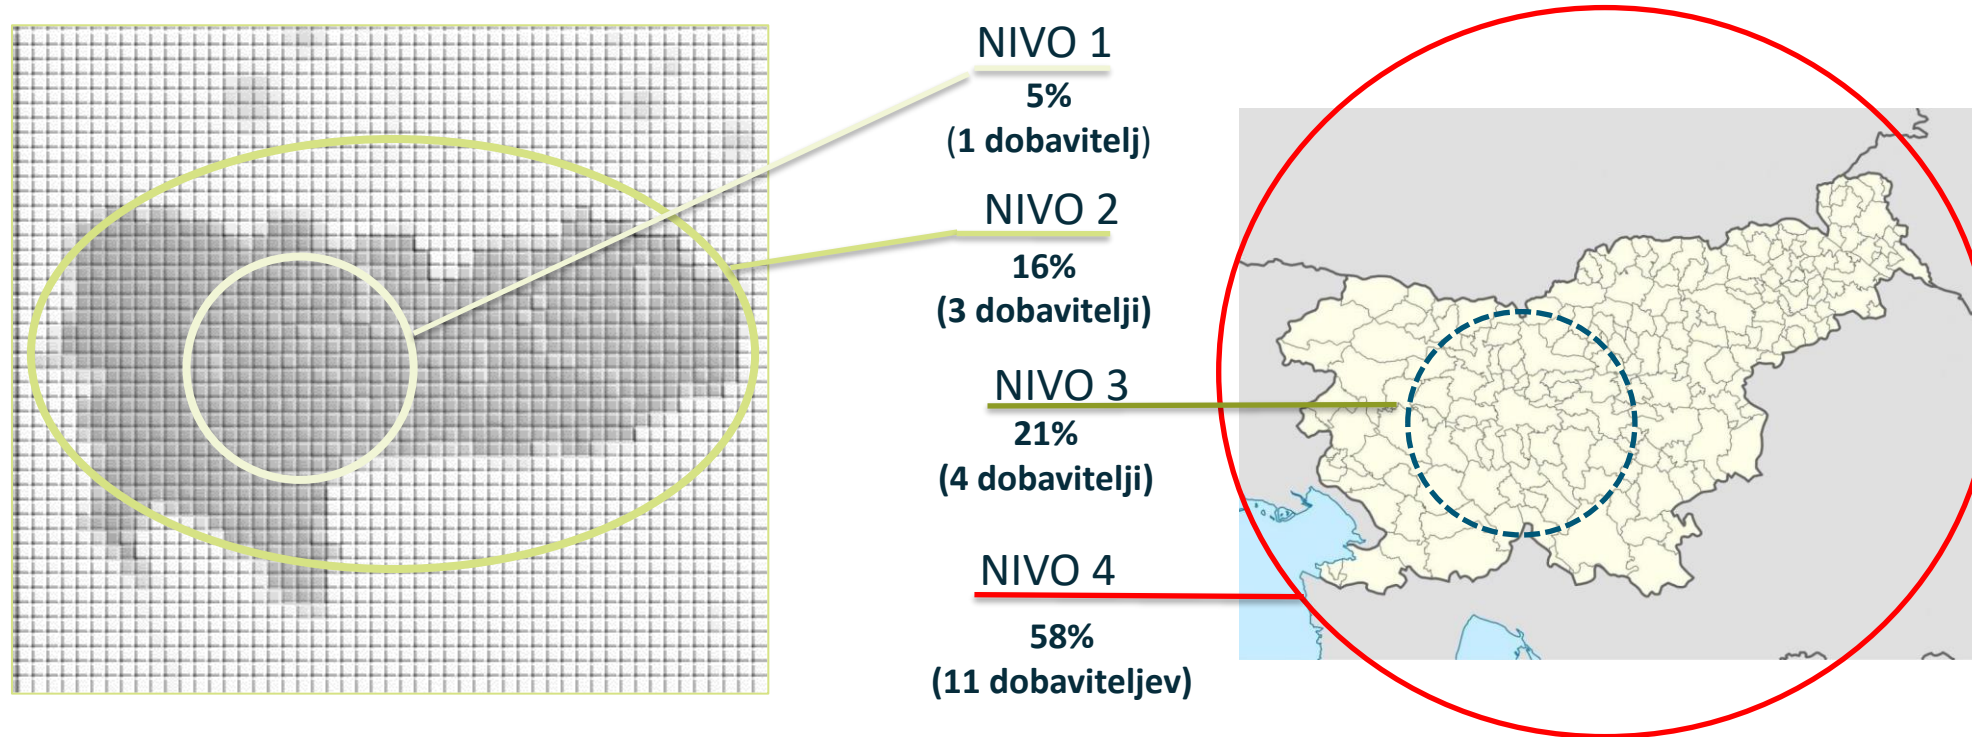 NIVO 1
5%
(1 dobavitelj)
NIVO 2
16%
(3 dobavitelji)
NIVO 3
21%
(4 dobavitelji)
NIVO 4
58%
(11 dobaviteljev)